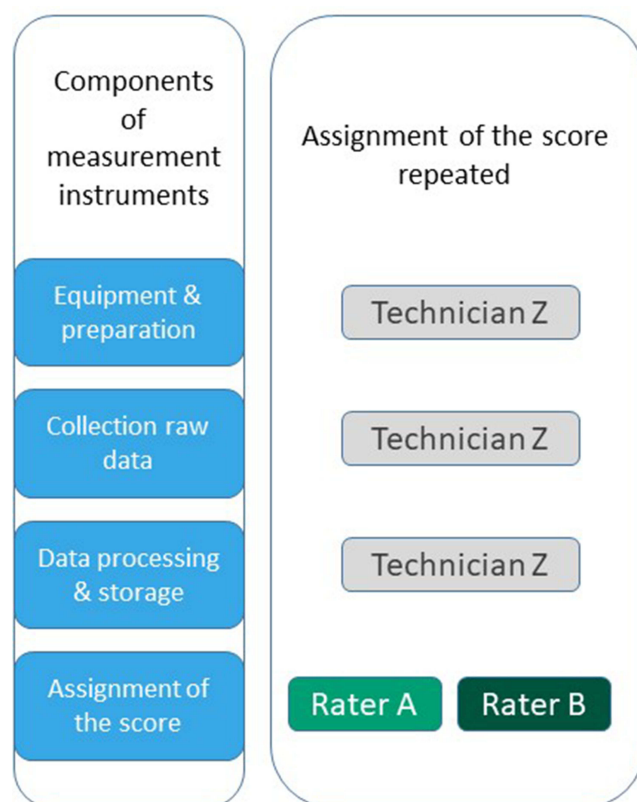 Components
of
measurement
instruments
Equipment &
preparation
Collection raw
data
Data processing
& storage
Assignment of
the score
Assignment of the score
repeated
Technician Z
Technician Z
Technician Z
Rater A
Rater B